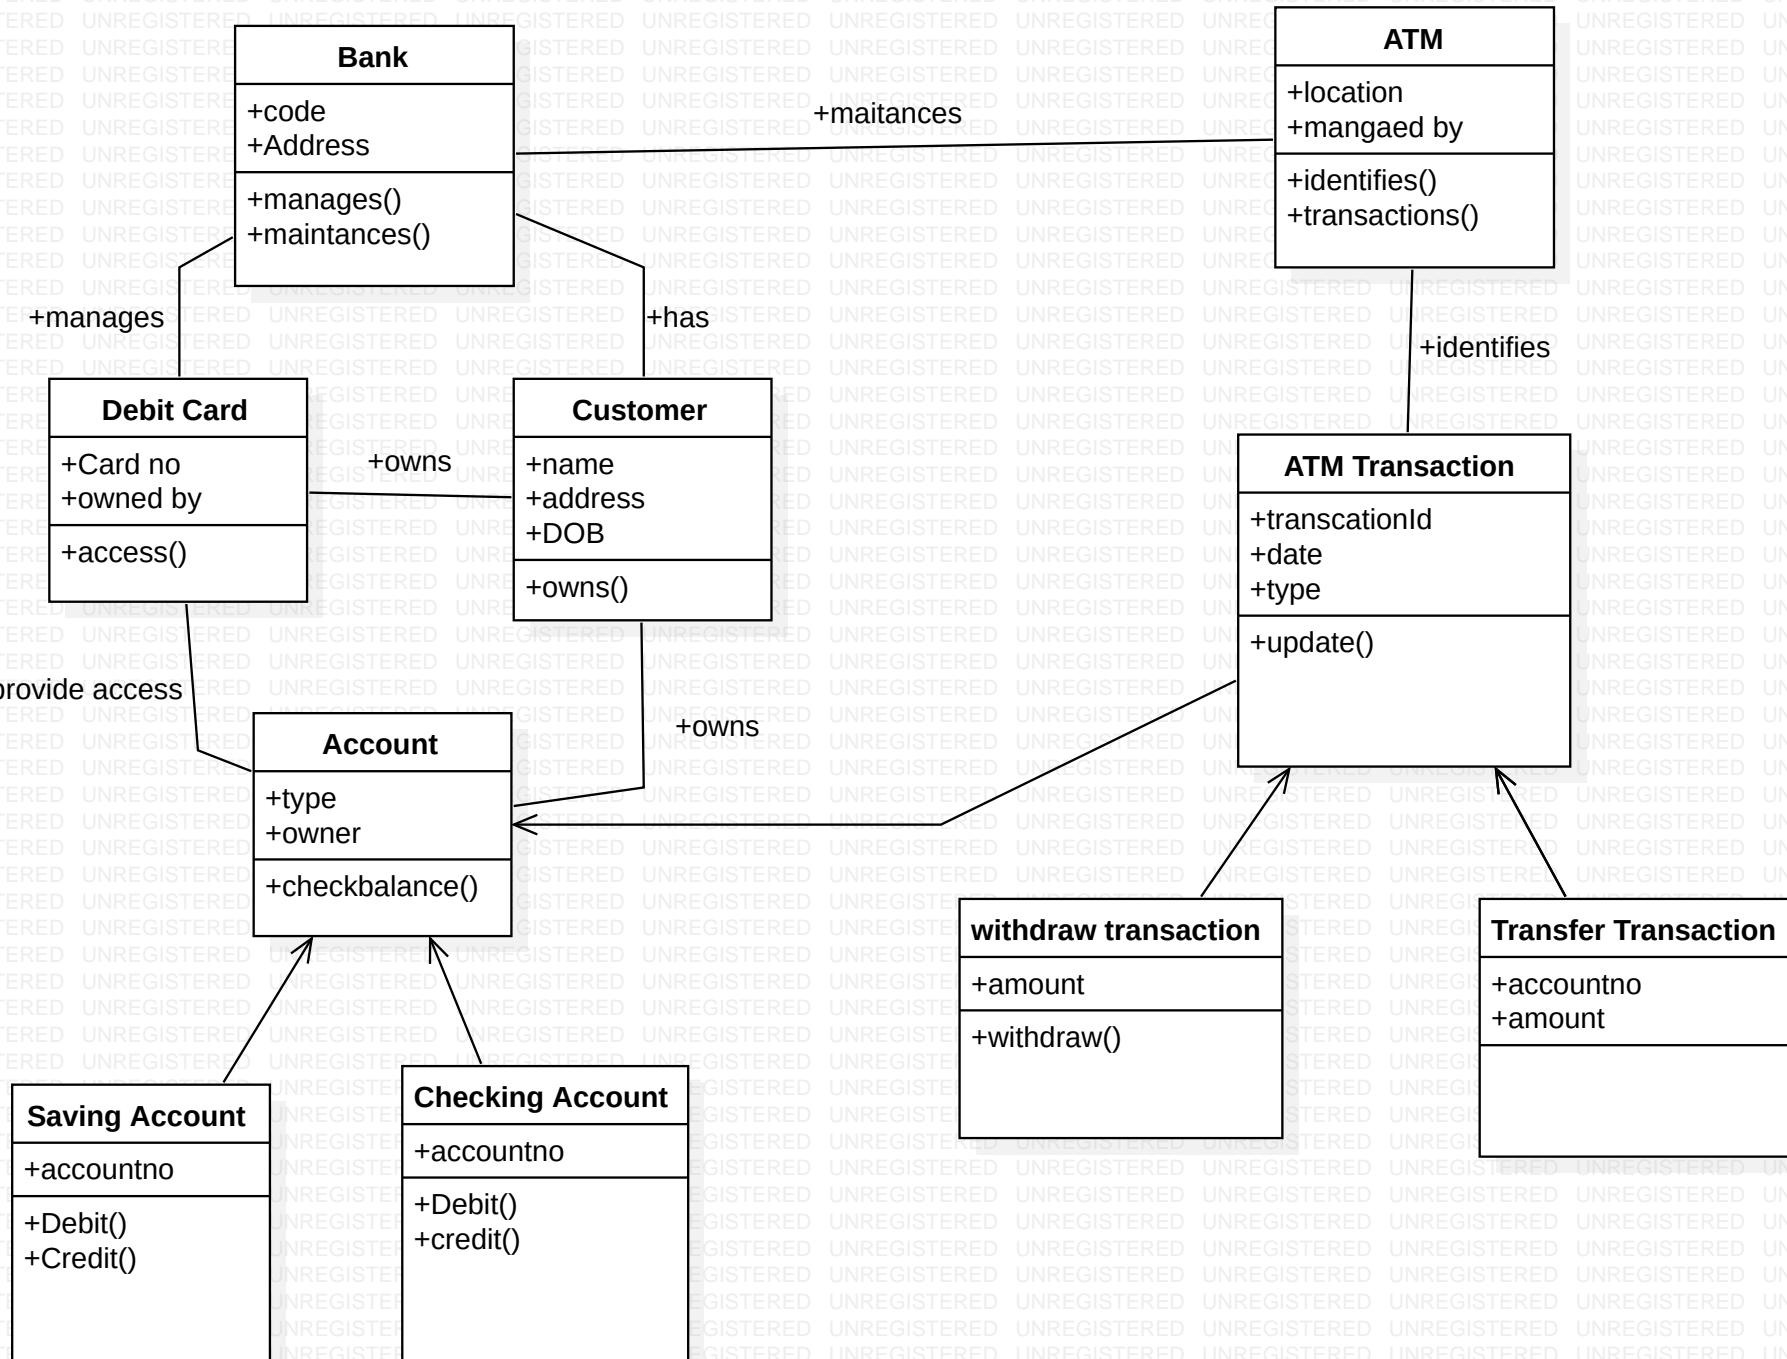 Bank
+code
+Address
+manages()
+maintances()
+maitances
ATM
+location
+mangaed by
+identifies()
+transactions()
+manages
+has
+identifies
Debit Card
+Card no
+owned by
+access()
+owns
Customer
+name
+address
+DOB
+owns()
ATM Transaction
+transcationId
+date
+type
+update()
provide access
+owns
Account
+type
+owner
+checkbalance()
withdraw transaction
+amount
+withdraw()
Transfer Transaction
+accountno
+amount
Saving Account
+accountno
+Debit()
+Credit()
Checking Account
+accountno
+Debit()
+credit()
UNREGISTERED